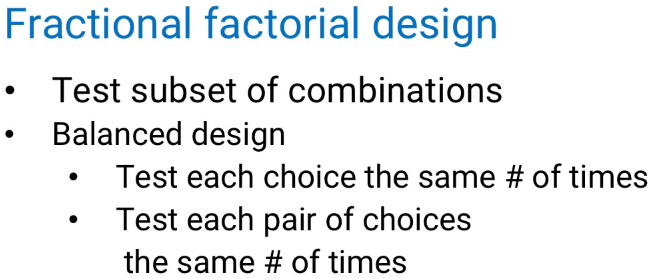 Fractional factorial design
• Test subset of combinations
• Balanced design
• Test each choice the same # of times
• Test each pair of choices
the same # of times